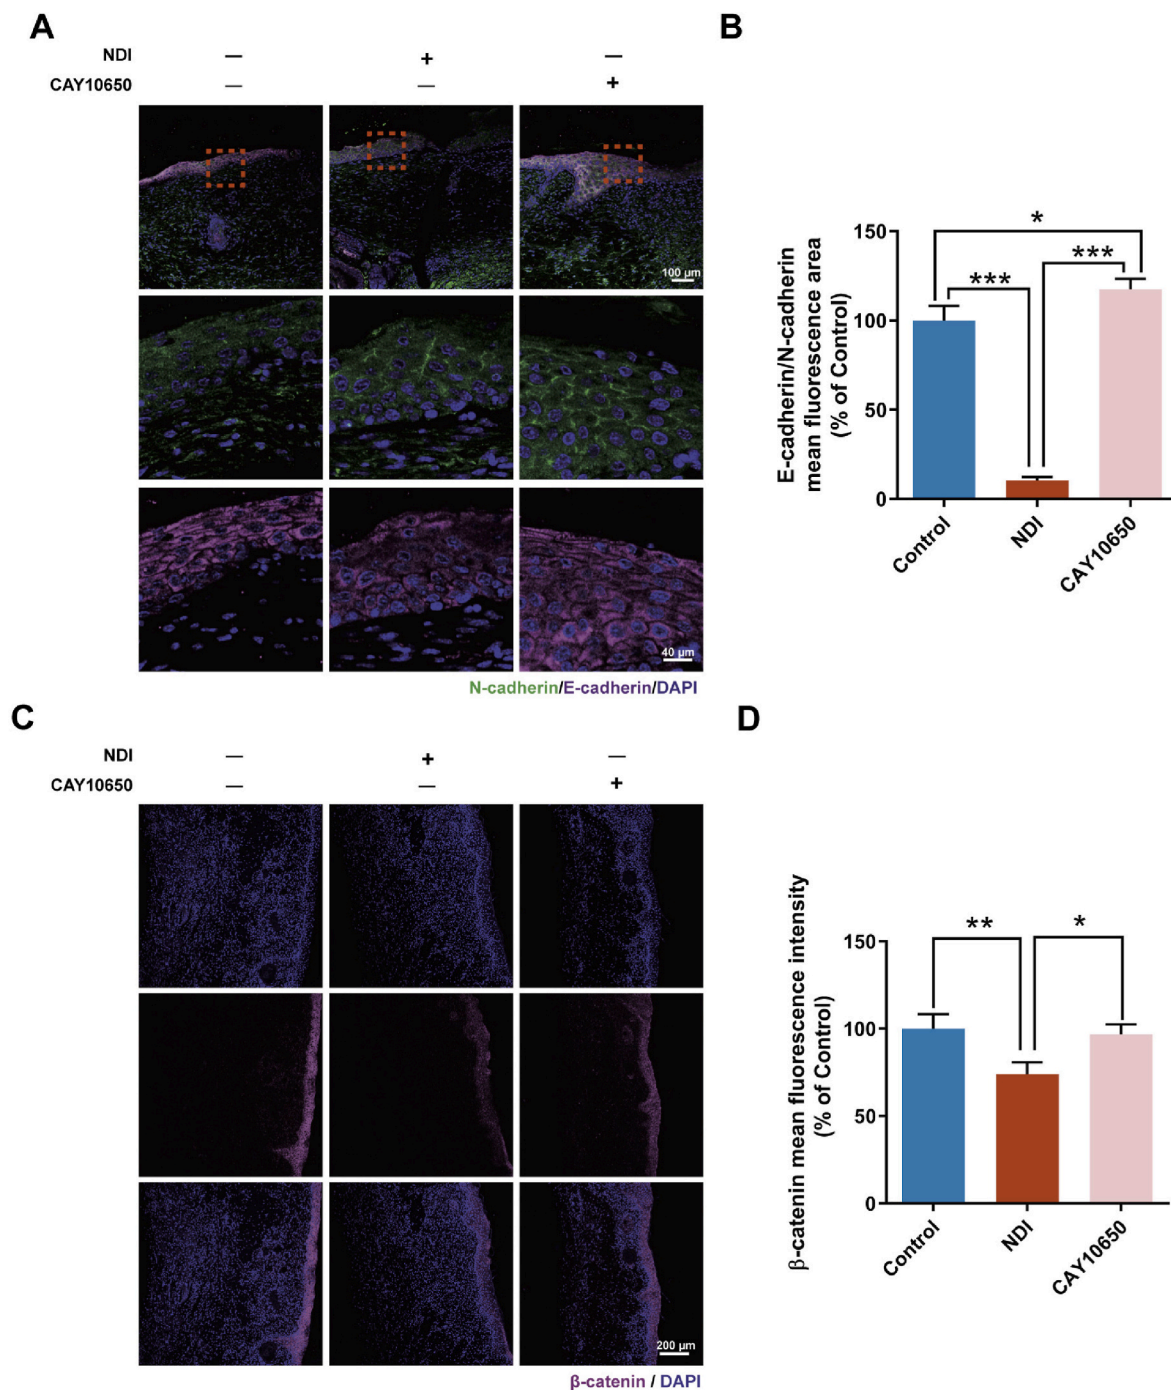 A
NDI — + —
CAY10650 — — +
100 µm
40 µm
N-cadherin/E-cadherin/DAPI
B
E-cadherin/N-cadherin
mean fluorescence area
(% of Control)
150
100
50
0
*
***
***
Control
NDI
CAY10650
C
NDI — + —
CAY10650 — — +
200 µm
β-catenin / DAPI
D
β-catenin mean fluorescence intensity
(% of Control)
150
100
50
0
**
*
Control
NDI
CAY10650